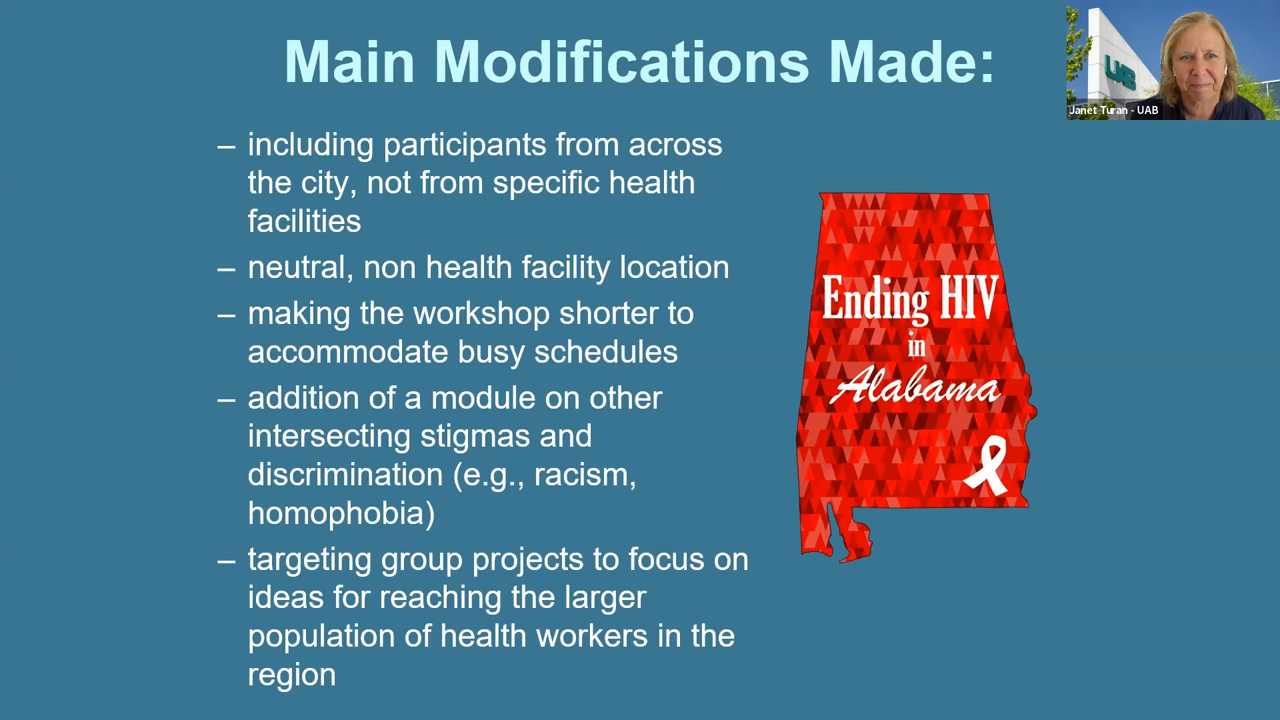 Main Modifications Made:
UAB
Janet Turan - UAB
– including participants from across
the city, not from specific health
facilities
– neutral, non health facility location
– making the workshop shorter to
accommodate busy schedules
– addition of a module on other
intersecting stigmas and
discrimination (e.g., racism,
homophobia)
– targeting group projects to focus on
ideas for reaching the larger
population of health workers in the
region
Ending HIV
in
Alabama